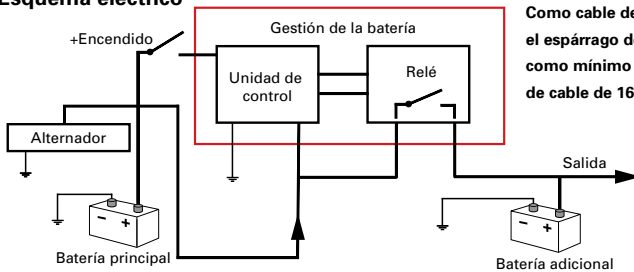 Esquema eléctrico
Gestión de la batería
+Encendido
Unidad de
control
Relé
Alternador
Salida
Batería principal
Batería adicional
Como cable de
el espárrago de
como mínimo
de cable de 16